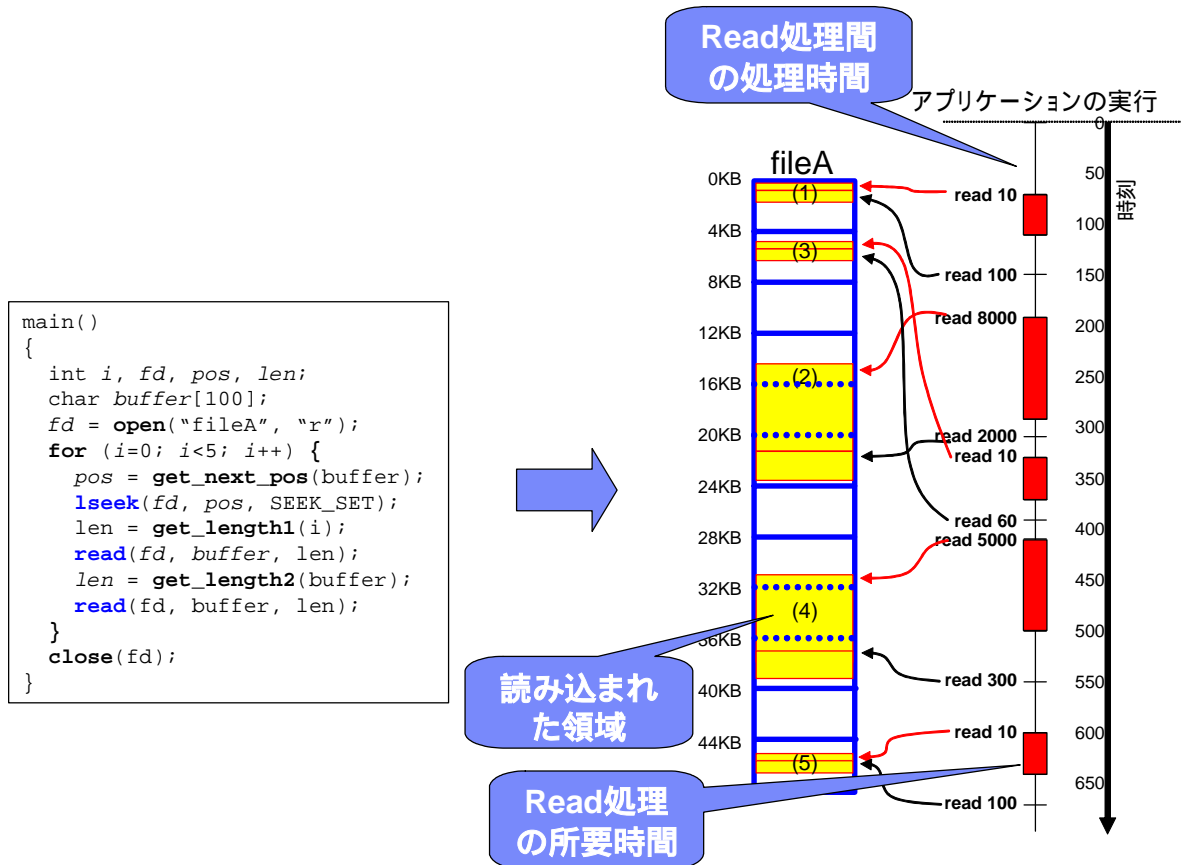 Read処理間
の処理時間
アプリケーションの実行
main()
{
int i, fd, pos, len;
char buffer[100];
fd = open(“fileA”, “r”);
for (i=0; i<5; i++) {
pos = get_next_pos(buffer);
lseek(fd, pos, SEEK_SET);
len = get_length1(i);
read(fd, buffer, len);
len = get_length2(buffer);
read(fd, buffer, len);
}
close(fd);
}
fileA
0KB
4KB
8KB
12KB
16KB
20KB
24KB
28KB
32KB
36KB
40KB
44KB
(1)
(3)
(2)
(4)
(5)
読み込まれ
た領域
Read処理
の所要時間
read 10
read 100
read 8000
read 2000
read 10
read 60
read 5000
read 300
read 10
read 100
0
50
100
150
200
250
300
350
400
450
500
550
600
650
時刻